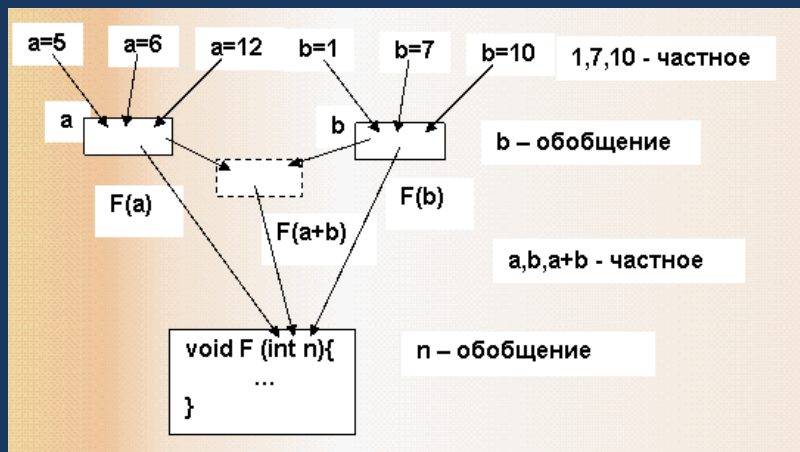 a=5 a=6 a=12 b=1 b=7 b=10 1,7,10 - частное
a b
b – обобщение
F(a) F(b)
F(a+b)
a,b,a+b - частное
void F (int n){
n – обобщение
...
}